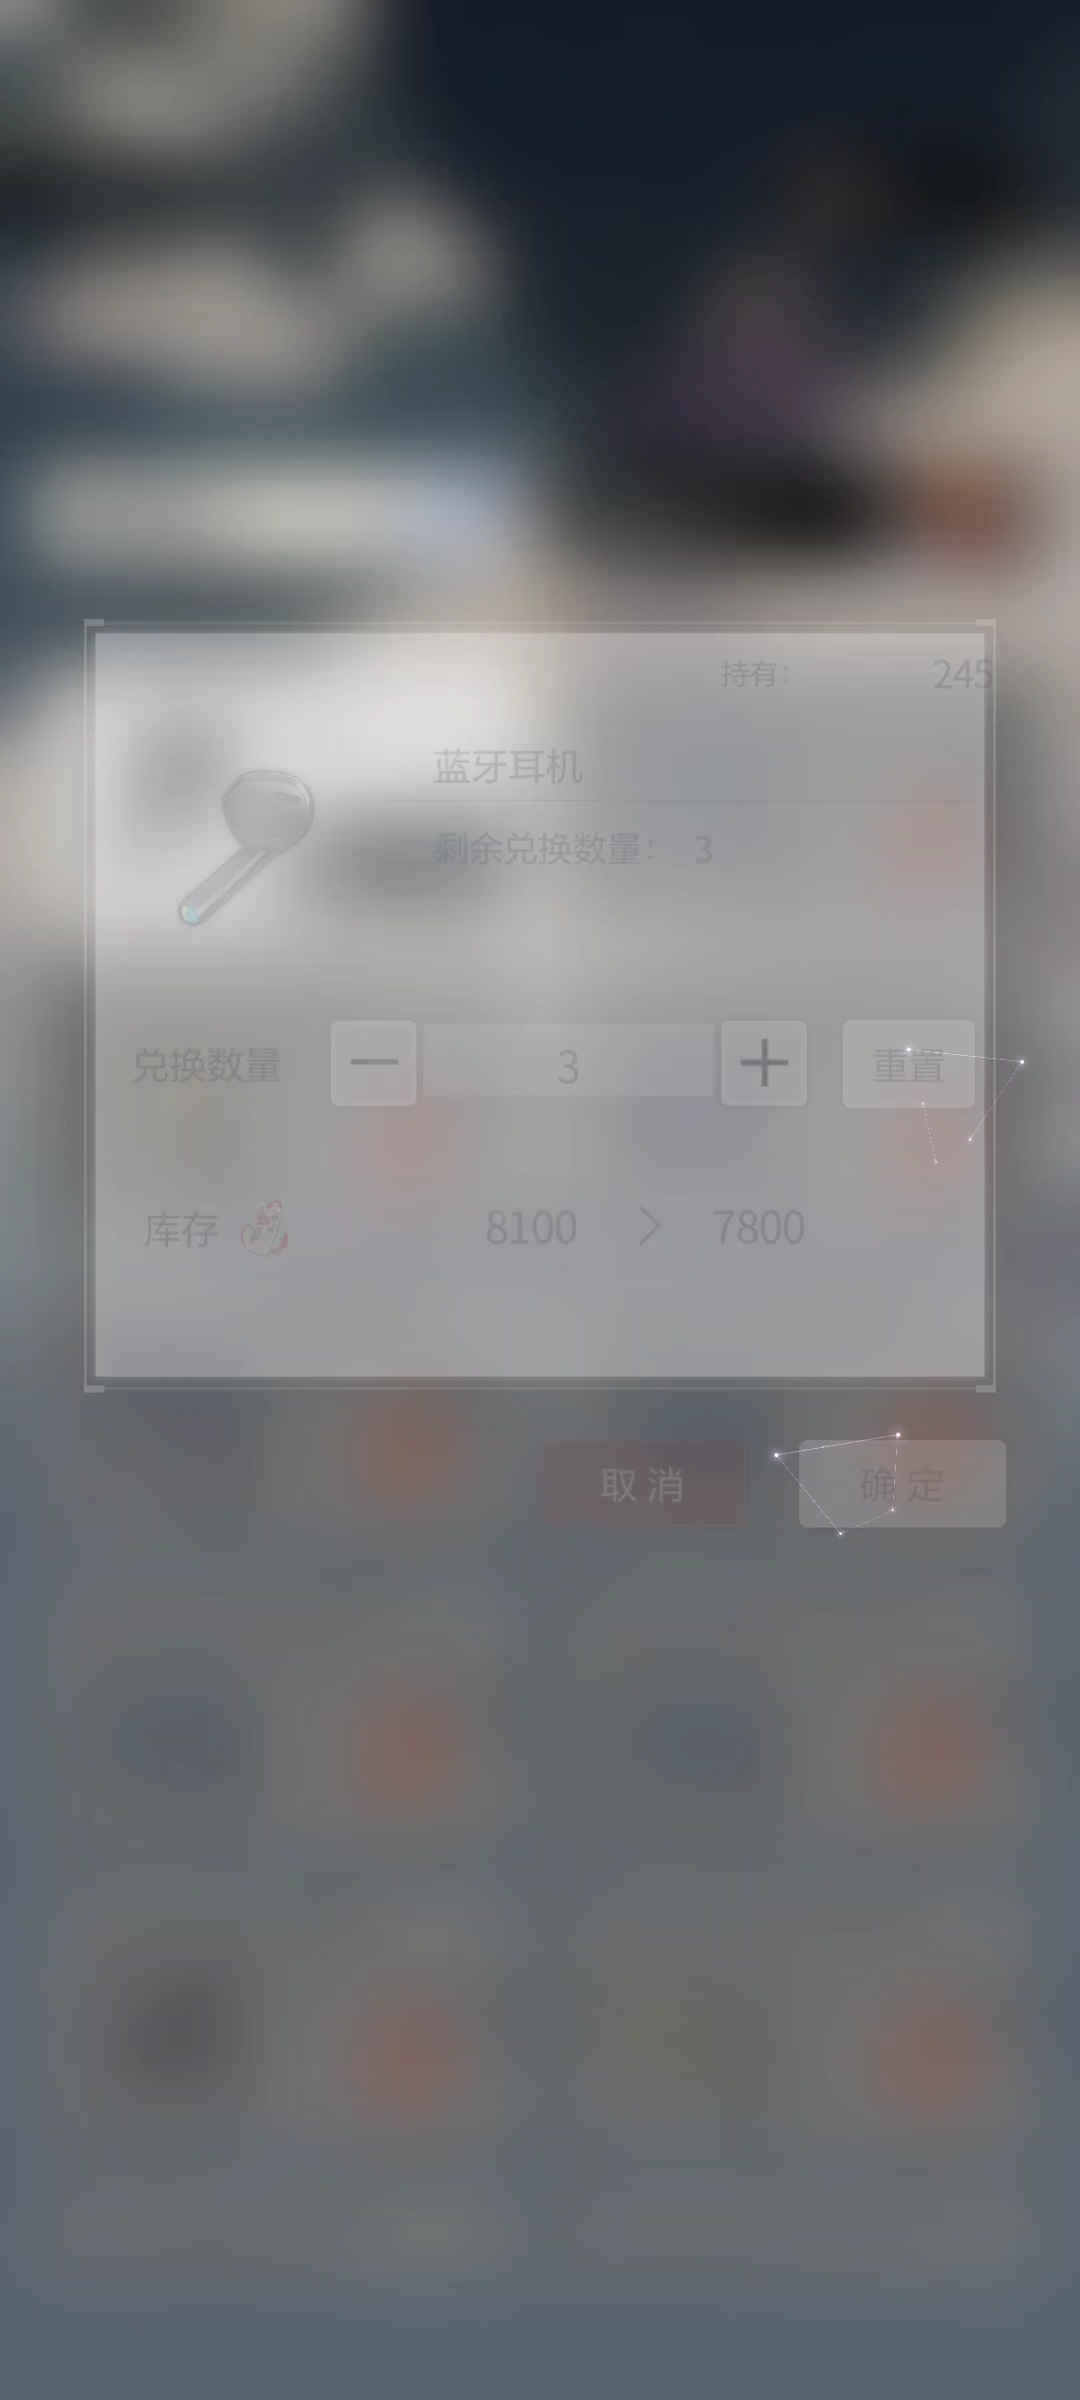 持有： 245
蓝牙耳机
剩余兑换数量： 3
兑换数量 3 重置
库存 8100 > 7800
取消 确定